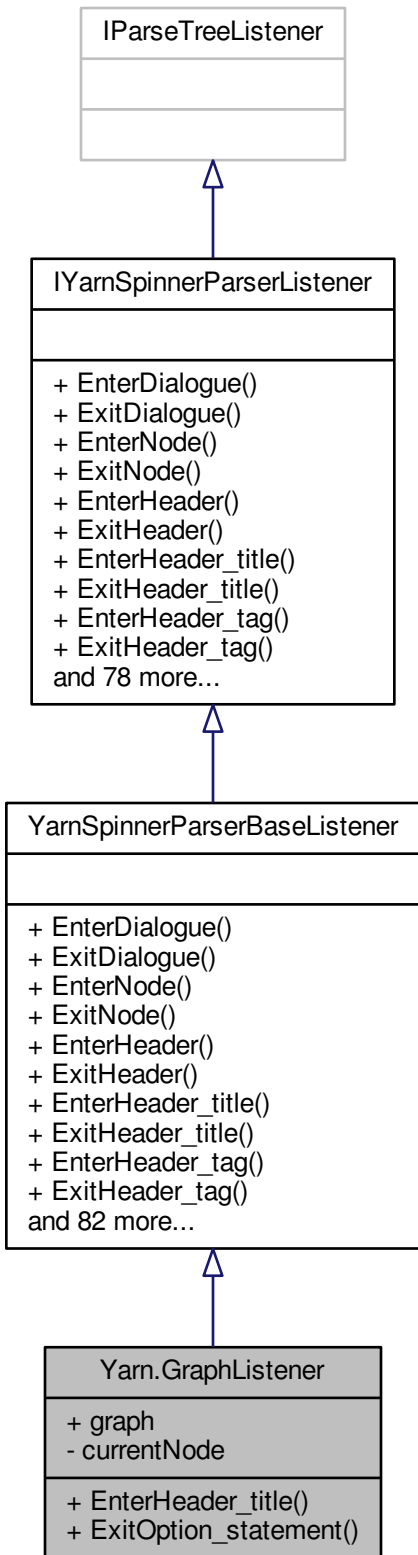 IParseTreeListener
IYarnSpinnerParserListener
+ EnterDialogue()
+ ExitDialogue()
+ EnterNode()
+ ExitNode()
+ EnterHeader()
+ ExitHeader()
+ EnterHeader_title()
+ ExitHeader_title()
+ EnterHeader_tag()
+ ExitHeader_tag()
and 78 more...
YarnSpinnerParserBaseListener
+ EnterDialogue()
+ ExitDialogue()
+ EnterNode()
+ ExitNode()
+ EnterHeader()
+ ExitHeader()
+ EnterHeader_title()
+ ExitHeader_title()
+ EnterHeader_tag()
+ ExitHeader_tag()
and 82 more...
Yarn.GraphListener
+ graph
- currentNode
+ EnterHeader_title()
+ ExitOption_statement()